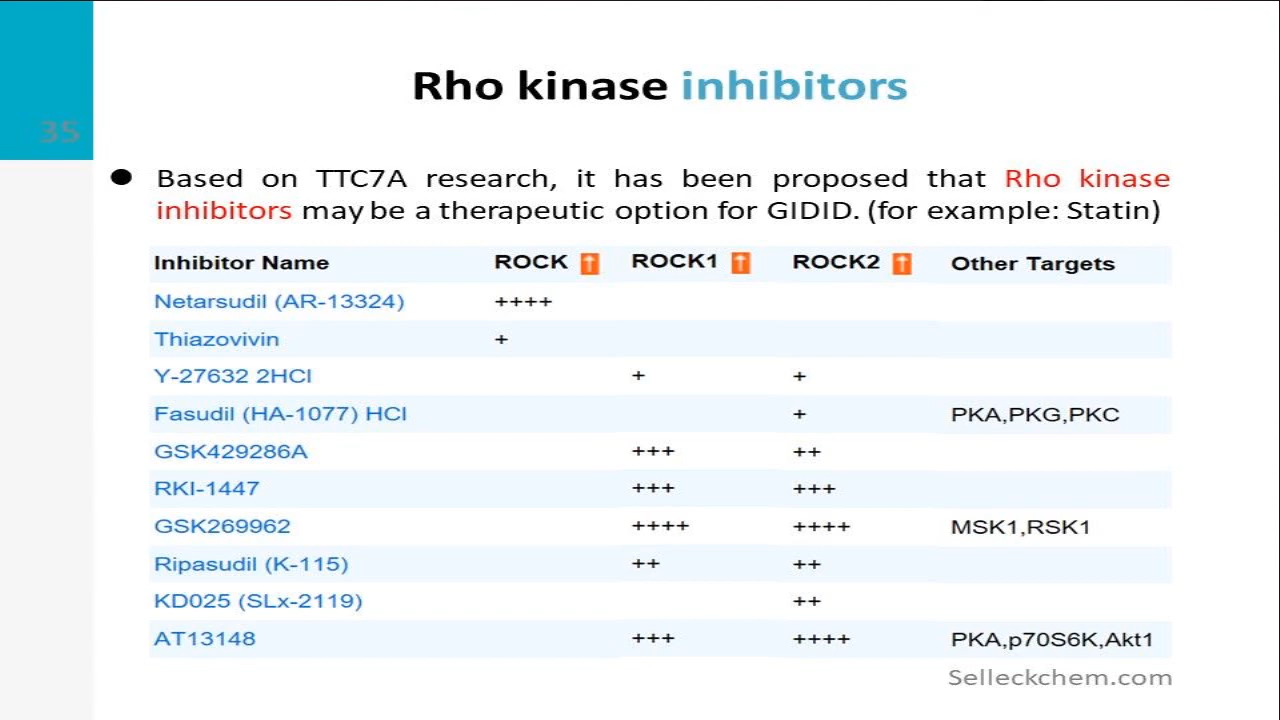 35
Rho kinase inhibitors
● Based on TTC7A research, it has been proposed that Rho kinase
inhibitors may be a therapeutic option for GIDID. (for example: Statin)
Inhibitor Name ROCK ↑ ROCK1 ↑ ROCK2 ↑ Other Targets
Netarsudil (AR-13324) ++++
Thiazovivin +
Y-27632 2HCI + +
Fasudil (HA-1077) HCI + PKA,PKG,PKC
GSK429286A +++ ++
RKI-1447 +++ +++
GSK269962 ++++ ++++ MSK1,RSK1
Ripasudil (K-115) ++ ++
KD025 (SLx-2119) ++
AT13148 +++ ++++ PKA,p70S6K,Akt1
Selleckchem.com